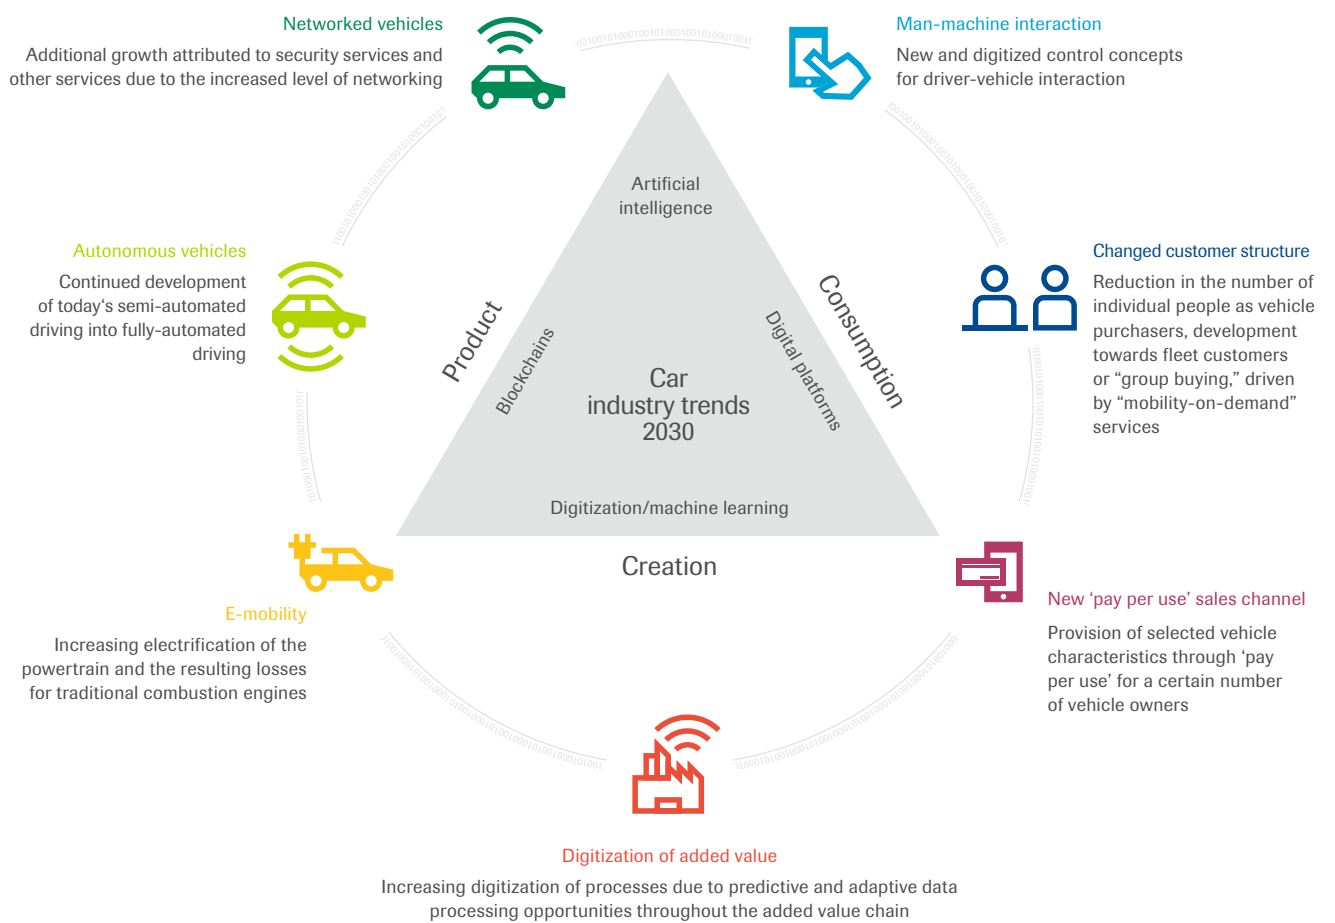 Networked vehicles
Additional growth attributed to security services and
other services due to the increased level of networking
Man-machine interaction
New and digitized control concepts
for driver-vehicle interaction
Artificial
intelligence
Autonomous vehicles
Continued development
of today‘s semi-automated
driving into fully-automated
driving
Product
Blockchains
Car
industry trends
2030
Digital platforms
Consumption
Changed customer structure
Reduction in the number of
individual people as vehicle
purchasers, development
towards fleet customers
or “group buying,” driven
by “mobility-on-demand”
services
Digitization/machine learning
Creation
E-mobility
Increasing electrification of the
powertrain and the resulting losses
for traditional combustion engines
New ‘pay per use’ sales channel
Provision of selected vehicle
characteristics through ‘pay
per use’ for a certain number
of vehicle owners
Digitization of added value
Increasing digitization of processes due to predictive and adaptive data
processing opportunities throughout the added value chain